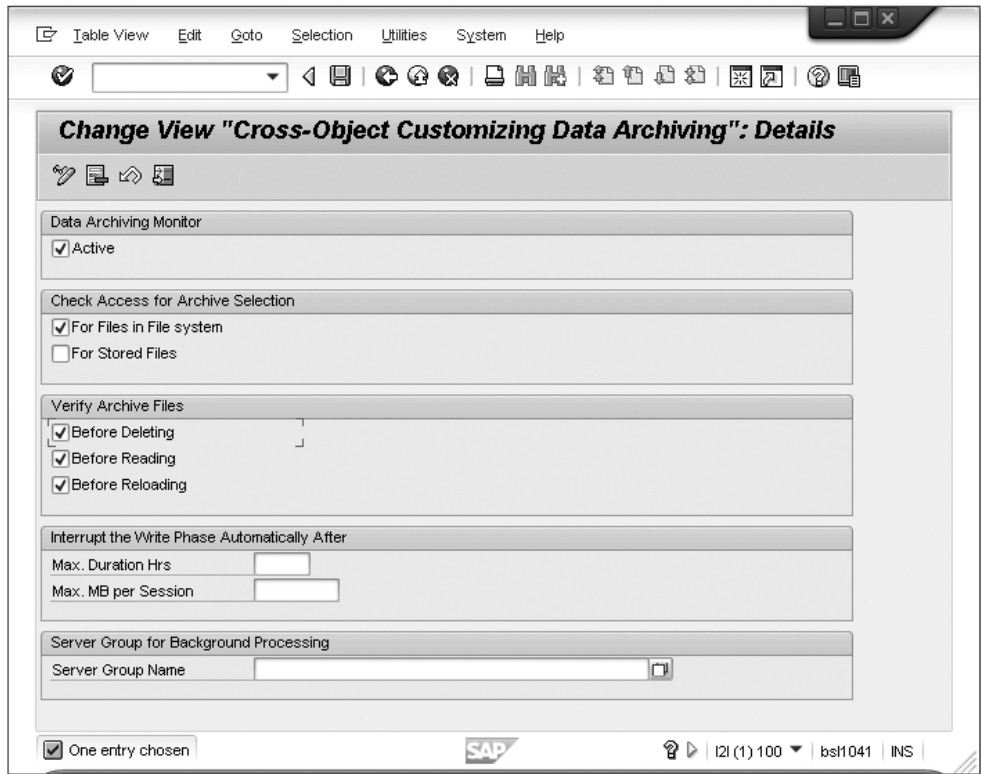 Table View Edit Goto Selection Utilities System Help
Change View "Cross-Object Customizing Data Archiving": Details
Data Archiving Monitor
Active
Check Access for Archive Selection
For Files in File system
For Stored Files
Verify Archive Files
Before Deleting
Before Reading
Before Reloading
Interrupt the Write Phase Automatically After
Max. Duration Hrs
Max. MB per Session
Server Group for Background Processing
Server Group Name
One entry chosen SAP I2I (1) 100 bsl1041 INS